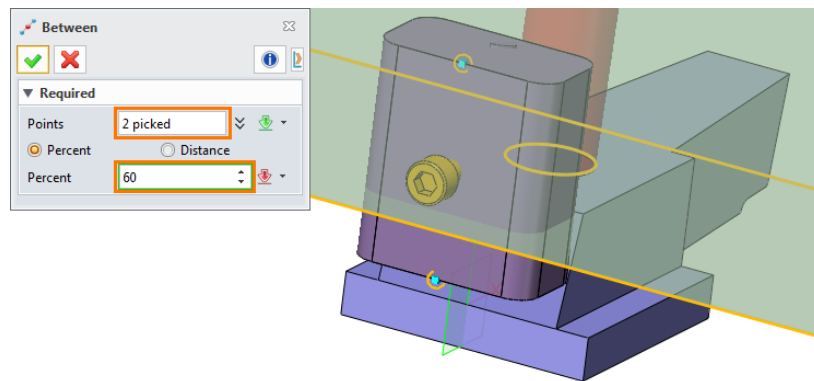 Between
Required
Points 2 picked
Percent Distance
Percent 60